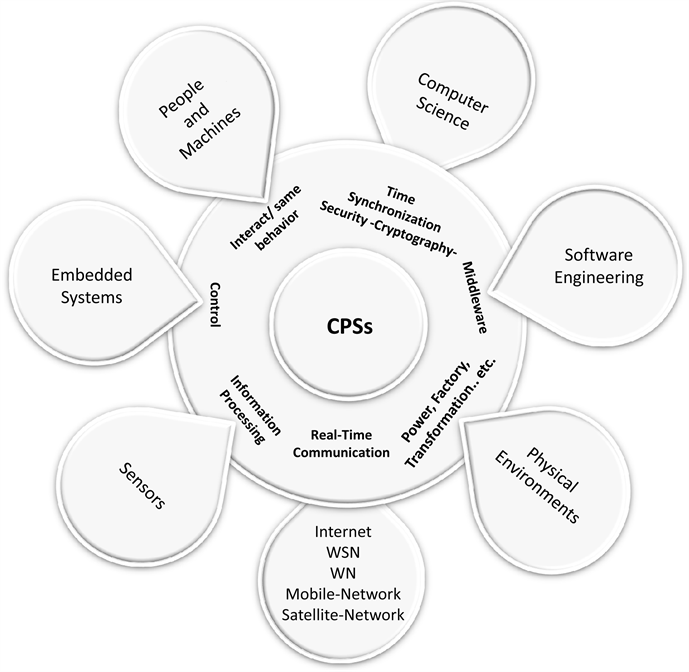 People
and
Machines
Computer
Science
Interact/ same
behavior
Time
Synchronization
Security -Cryptography-
Embedded
Systems
Control
CPSs
Middleware
Software
Engineering
Information
Processing
Real-Time
Communication
Power, Factory,
Transformation.. etc.
Sensors
Physical
Environments
Internet
WSN
WN
Mobile-Network
Satellite-Network